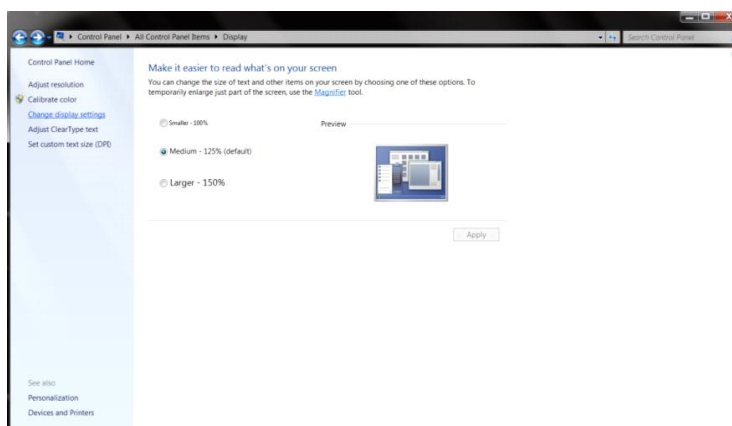 Control Panel ▸ All Control Panel Items ▸ Display
Search Control Panel
Control Panel Home
Adjust resolution
Calibrate color
Change display settings
Adjust ClearType text
Set custom text size (DPI)
See also
Personalization
Devices and Printers
Make it easier to read what's on your screen
You can change the size of text and other items on your screen by choosing one of these options. To
temporarily enlarge just part of the screen, use the Magnifier tool.
Smaller - 100%
Medium - 125% (default)
Larger - 150%
Preview
Apply